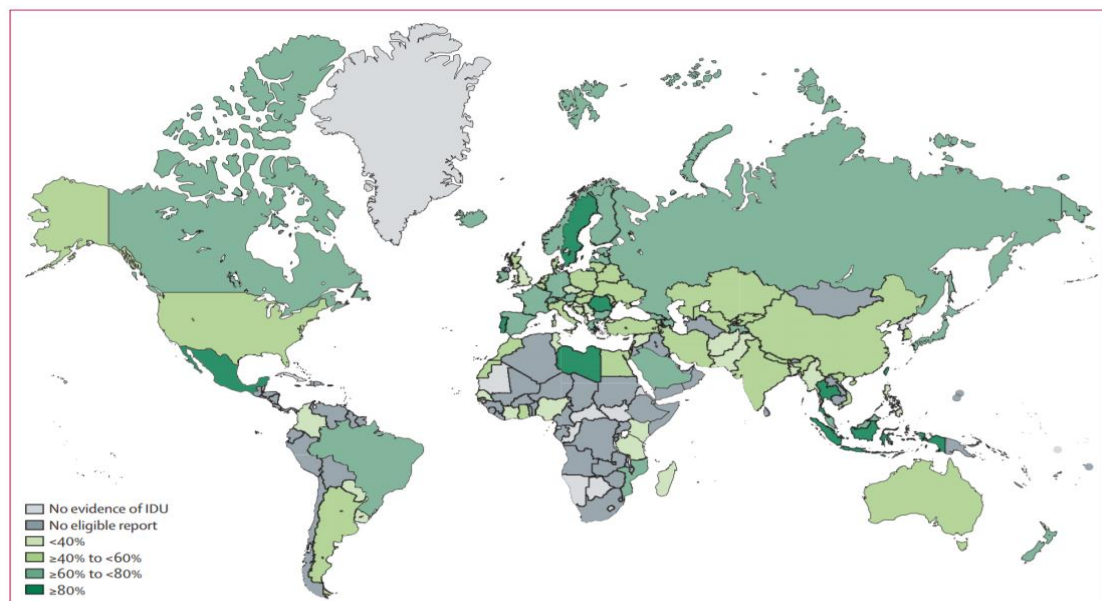 No evidence of IDU
No eligible report
<40%
≥40% to <60%
≥60% to <80%
≥80%